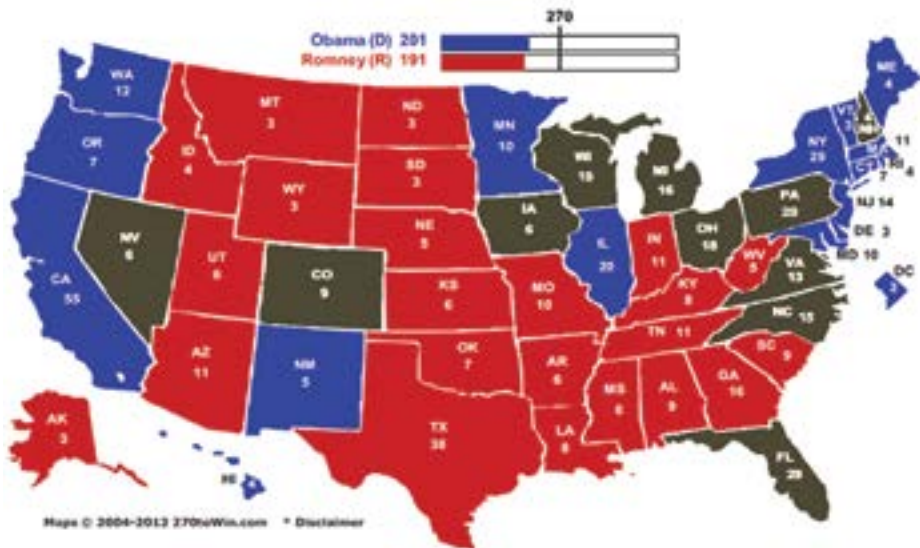 270
Obama (D) 201
Romney (R) 191
WA
12
OR
7
CA
55
NV
6
ID
4
MT
3
WY
3
UT
6
AZ
11
CO
9
NM
5
ND
3
SD
3
NE
5
KS
6
OK
7
TX
38
MN
10
IA
6
MO
10
AR
6
LA
8
WI
10
MI
16
IL
20
IN
11
OH
18
KY
8
TN 11
MS
6
AL
9
GA
16
FL
29
SC 9
NC 15
VA
13
WV
5
PA
20
NY
29
VT
3
NH
ME
4
11
RI 4
7
NJ 14
DE 3
MD 10
DC
3
AK
3
HI 4
Maps © 2004-2013 270toWin.com * Disclaimer